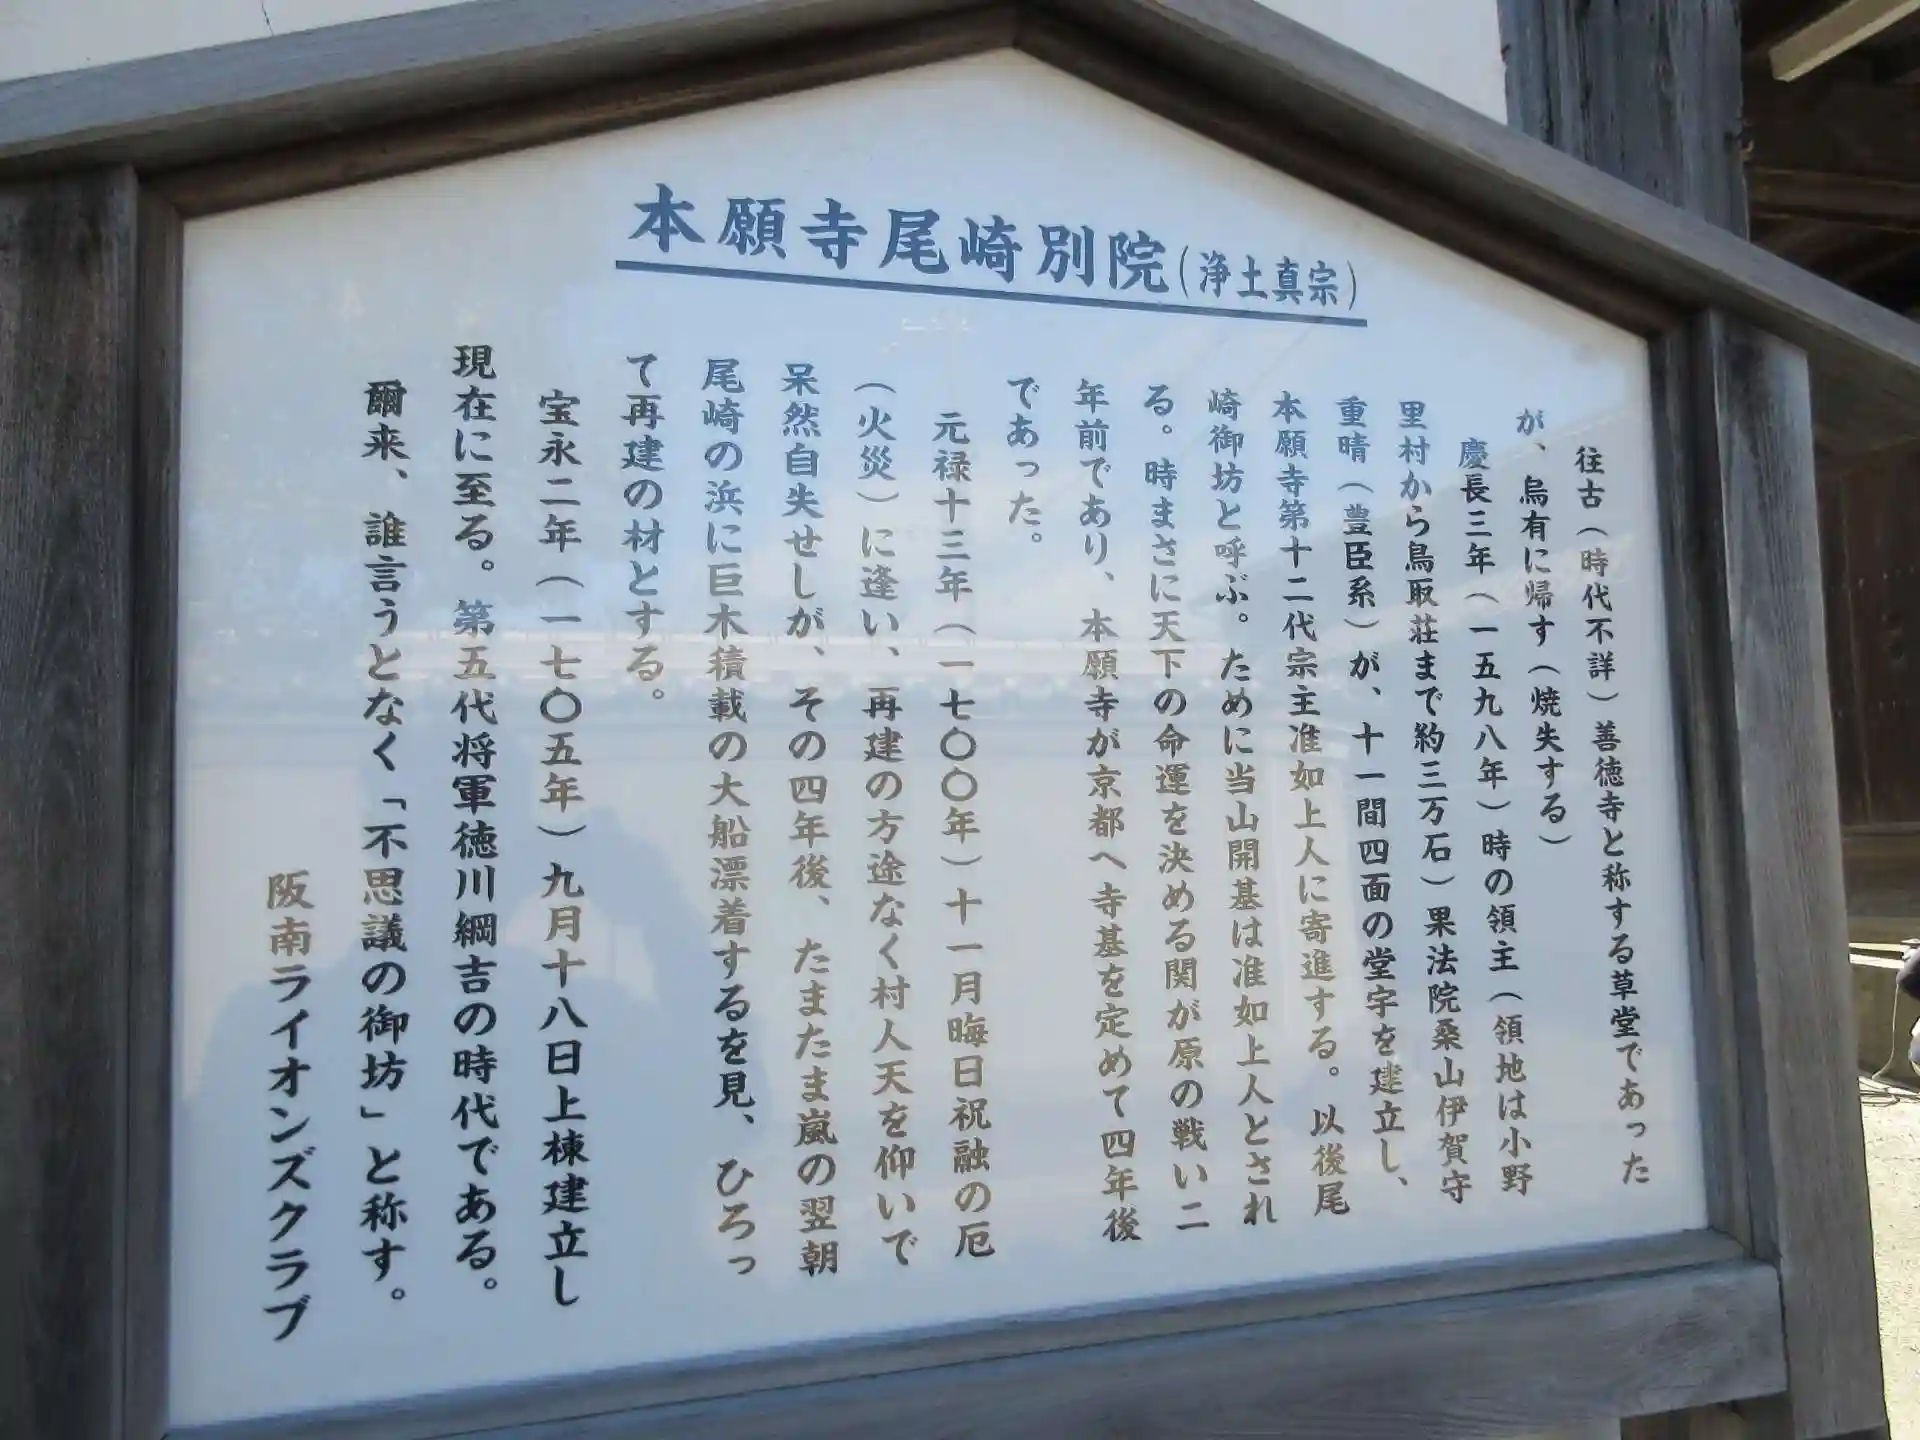 本願寺尾崎別院(浄土真宗)
往古(時代不詳)善徳寺と称する草堂であった
が、烏有に帰す(焼失する)
慶長三年(一五九八年)時の領主(領地は小野
里村から鳥取荘まで約三万石)果法院桑山伊賀守
重晴(豊臣系)が、十一間四面の堂宇を建立し、
本願寺第十二代宗主准如上人に寄進する。以後尾
崎御坊と呼ぶ。ために当山開基は准如上人とされ
る。時まさに天下の命運を決める関が原の戦い二
年前であり、本願寺が京都へ寺基を定めて四年後
であった。
元禄十三年(一七〇〇年)十一月晦日祝融の厄
(火災)に逢い、再建の方途なく村人天を仰いで
呆然自失せしが、その四年後、たまたま嵐の翌朝
尾崎の浜に巨木積載の大船漂着するを見、ひろっ
て再建の材とする。
宝永二年(一七〇五年)九月十八日上棟建立し
現在に至る。第五代将軍徳川綱吉の時代である。
爾来、誰言うとなく「不思議の御坊」と称す。
阪南ライオンズクラブ